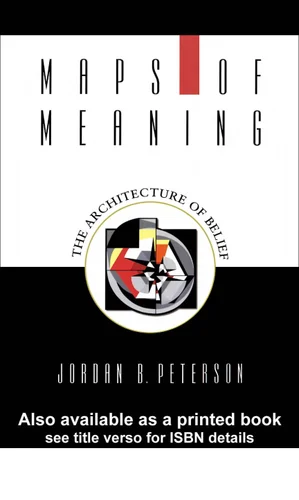 MAPS OF
MEANING
THE ARCHITECTURE OF BELIEF
JORDAN B. PETERSON
Also available as a printed book
see title verso for ISBN details